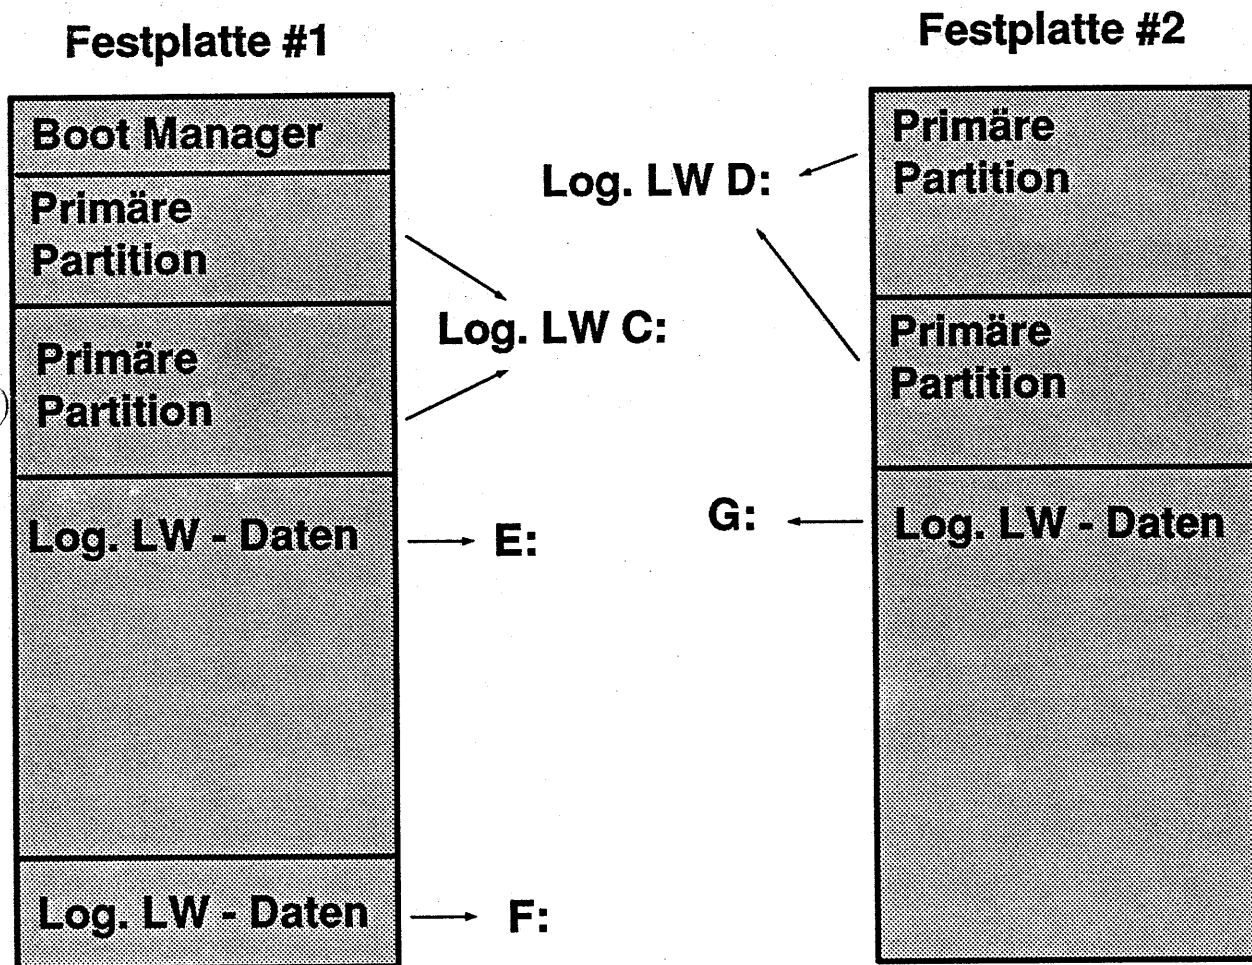 Festplatte #1
Boot Manager
Primäre
Partition
Primäre
Partition
Log. LW - Daten
Log. LW - Daten
Log. LW D:
Log. LW C:
E:
G:
F:
Festplatte #2
Primäre
Partition
Primäre
Partition
Log. LW - Daten